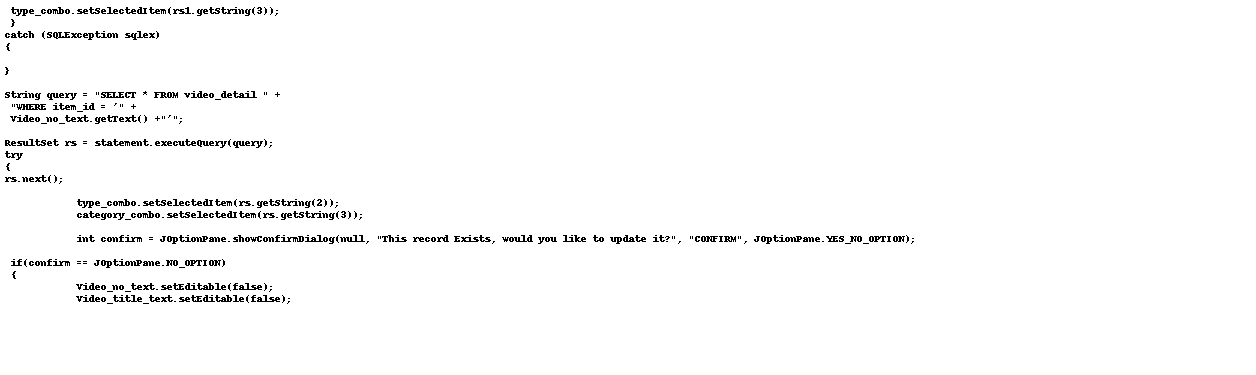 type_combo.setSelectedItem(rs1.getString(3));
}
catch (SQLException sqlex)
{
}
String query = "SELECT * FROM video_detail " +
"WHERE item_id = '" +
Video_no_text.getText() +"'";
ResultSet rs = statement.executeQuery(query);
try
{
rs.next();
type_combo.setSelectedItem(rs.getString(2));
category_combo.setSelectedItem(rs.getString(3));
int confirm = JOptionPane.showConfirmDialog(null, "This record Exists, would you like to update it?", "CONFIRM", JOptionPane.YES_NO_OPTION);
if(confirm == JOptionPane.NO_OPTION)
{
Video_no_text.setEditable(false);
Video_title_text.setEditable(false);